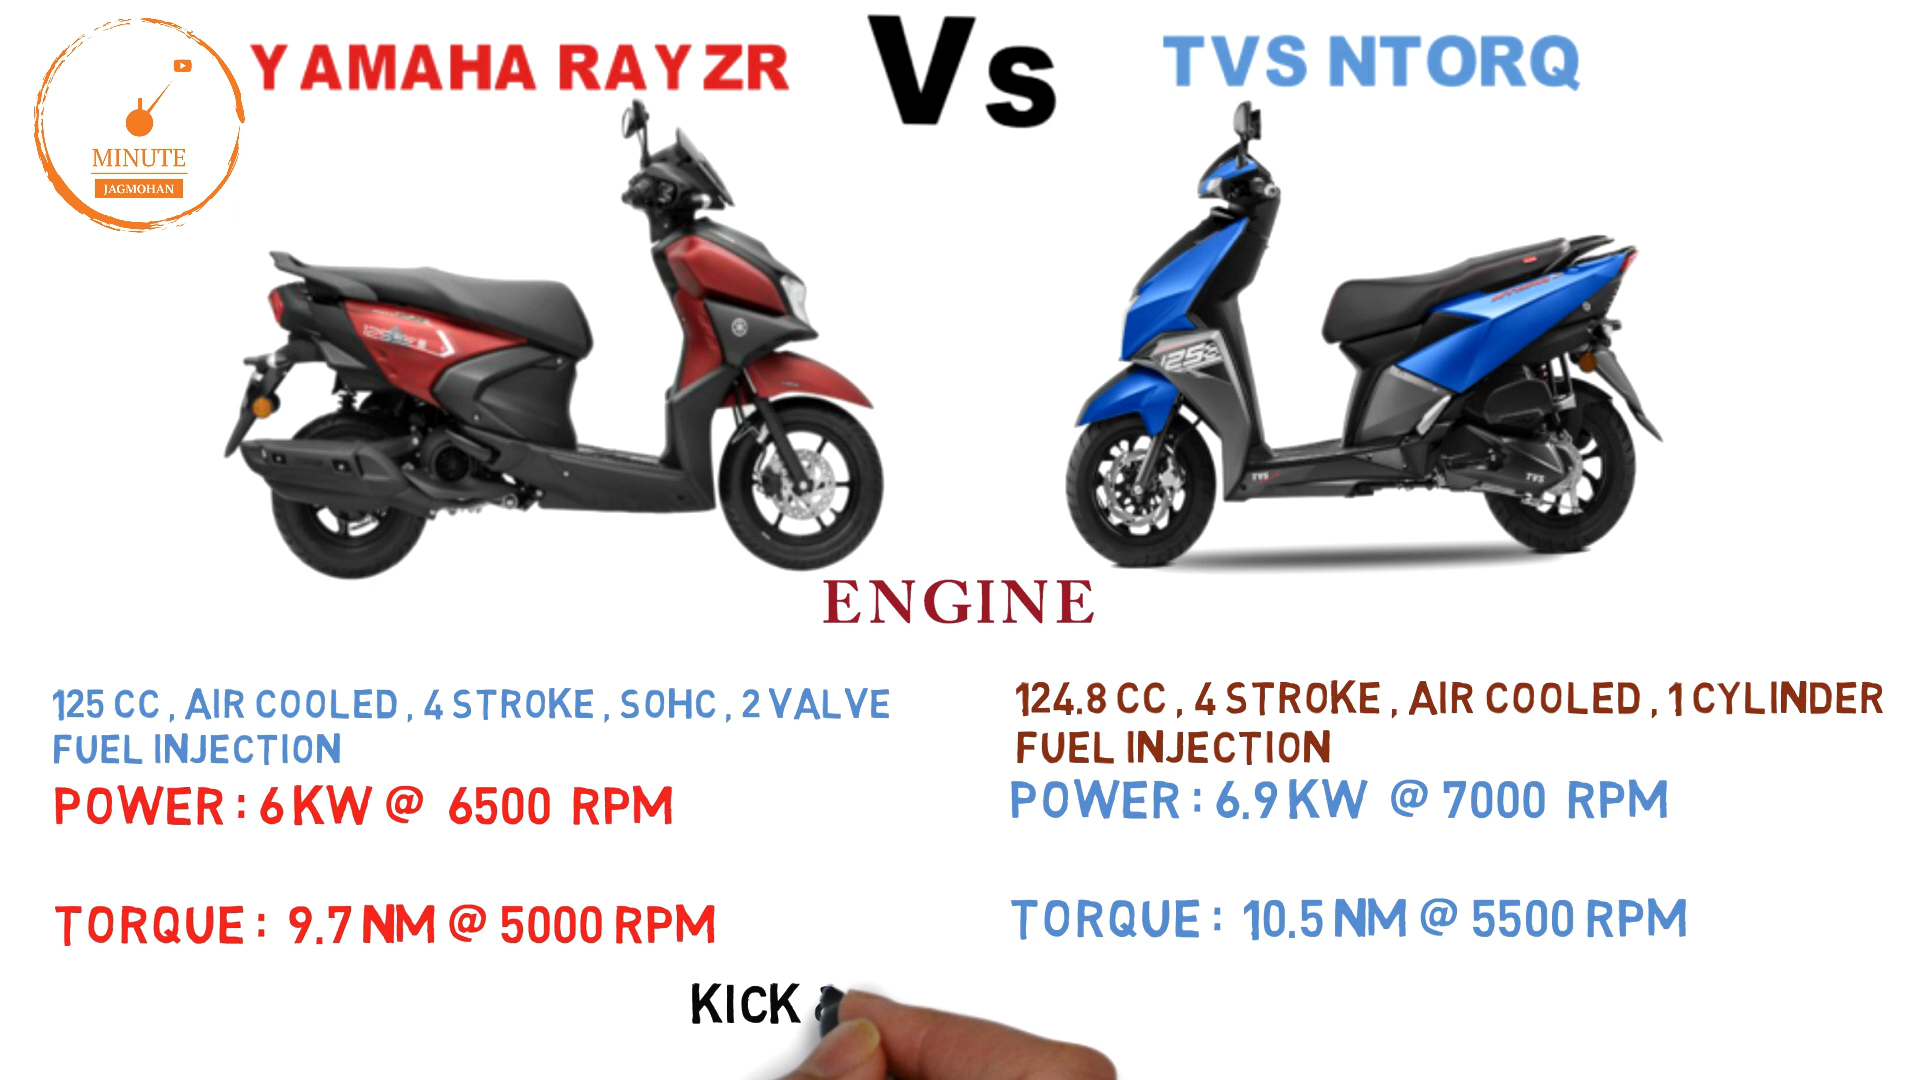 YAMAHA RAYZR
Vs
TVS NTORQ
MINUTE
JAGMOHAN
125
125
TVS
TVS
ENGINE
125 CC , AIR COOLED , 4 STROKE , SOHC , 2 VALVE
FUEL INJECTION
POWER : 6 KW @ 6500 RPM
TORQUE : 9.7 NM @ 5000 RPM
124.8 CC , 4 STROKE , AIR COOLED , 1 CYLINDER
FUEL INJECTION
POWER : 6.9 KW @ 7000 RPM
TORQUE : 10.5 NM @ 5500 RPM
KICK